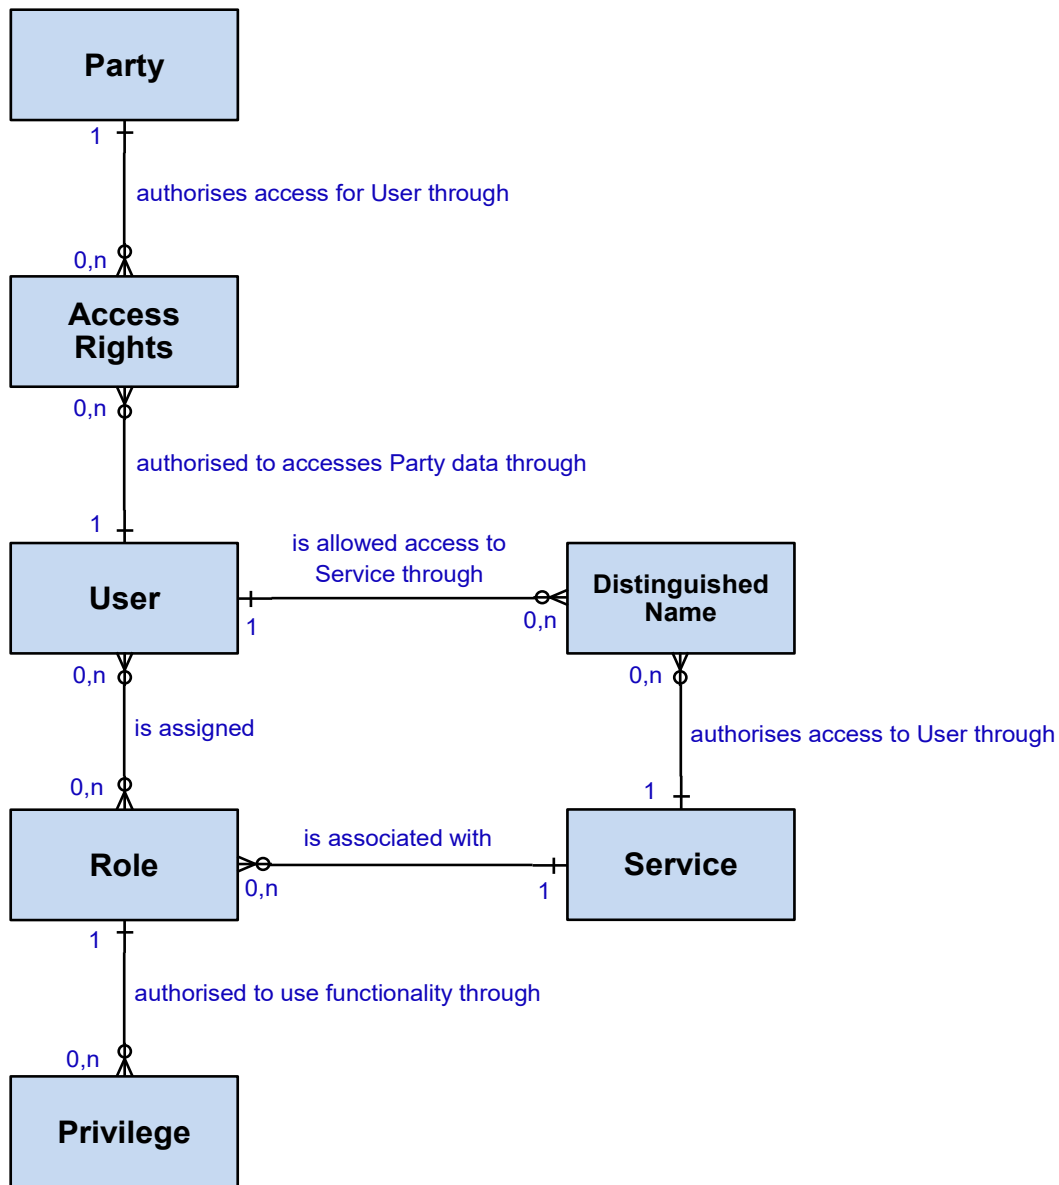 Party
1
authorises access for User through
0,n
Access
Rights
0,n
authorised to accesses Party data through
1
User
1
is allowed access to
Service through
0,n
Distinguished
Name
0,n
is assigned
0,n
0,n
authorises access to User through
1
Role
0,n
is associated with
1
Service
1
authorised to use functionality through
0,n
Privilege